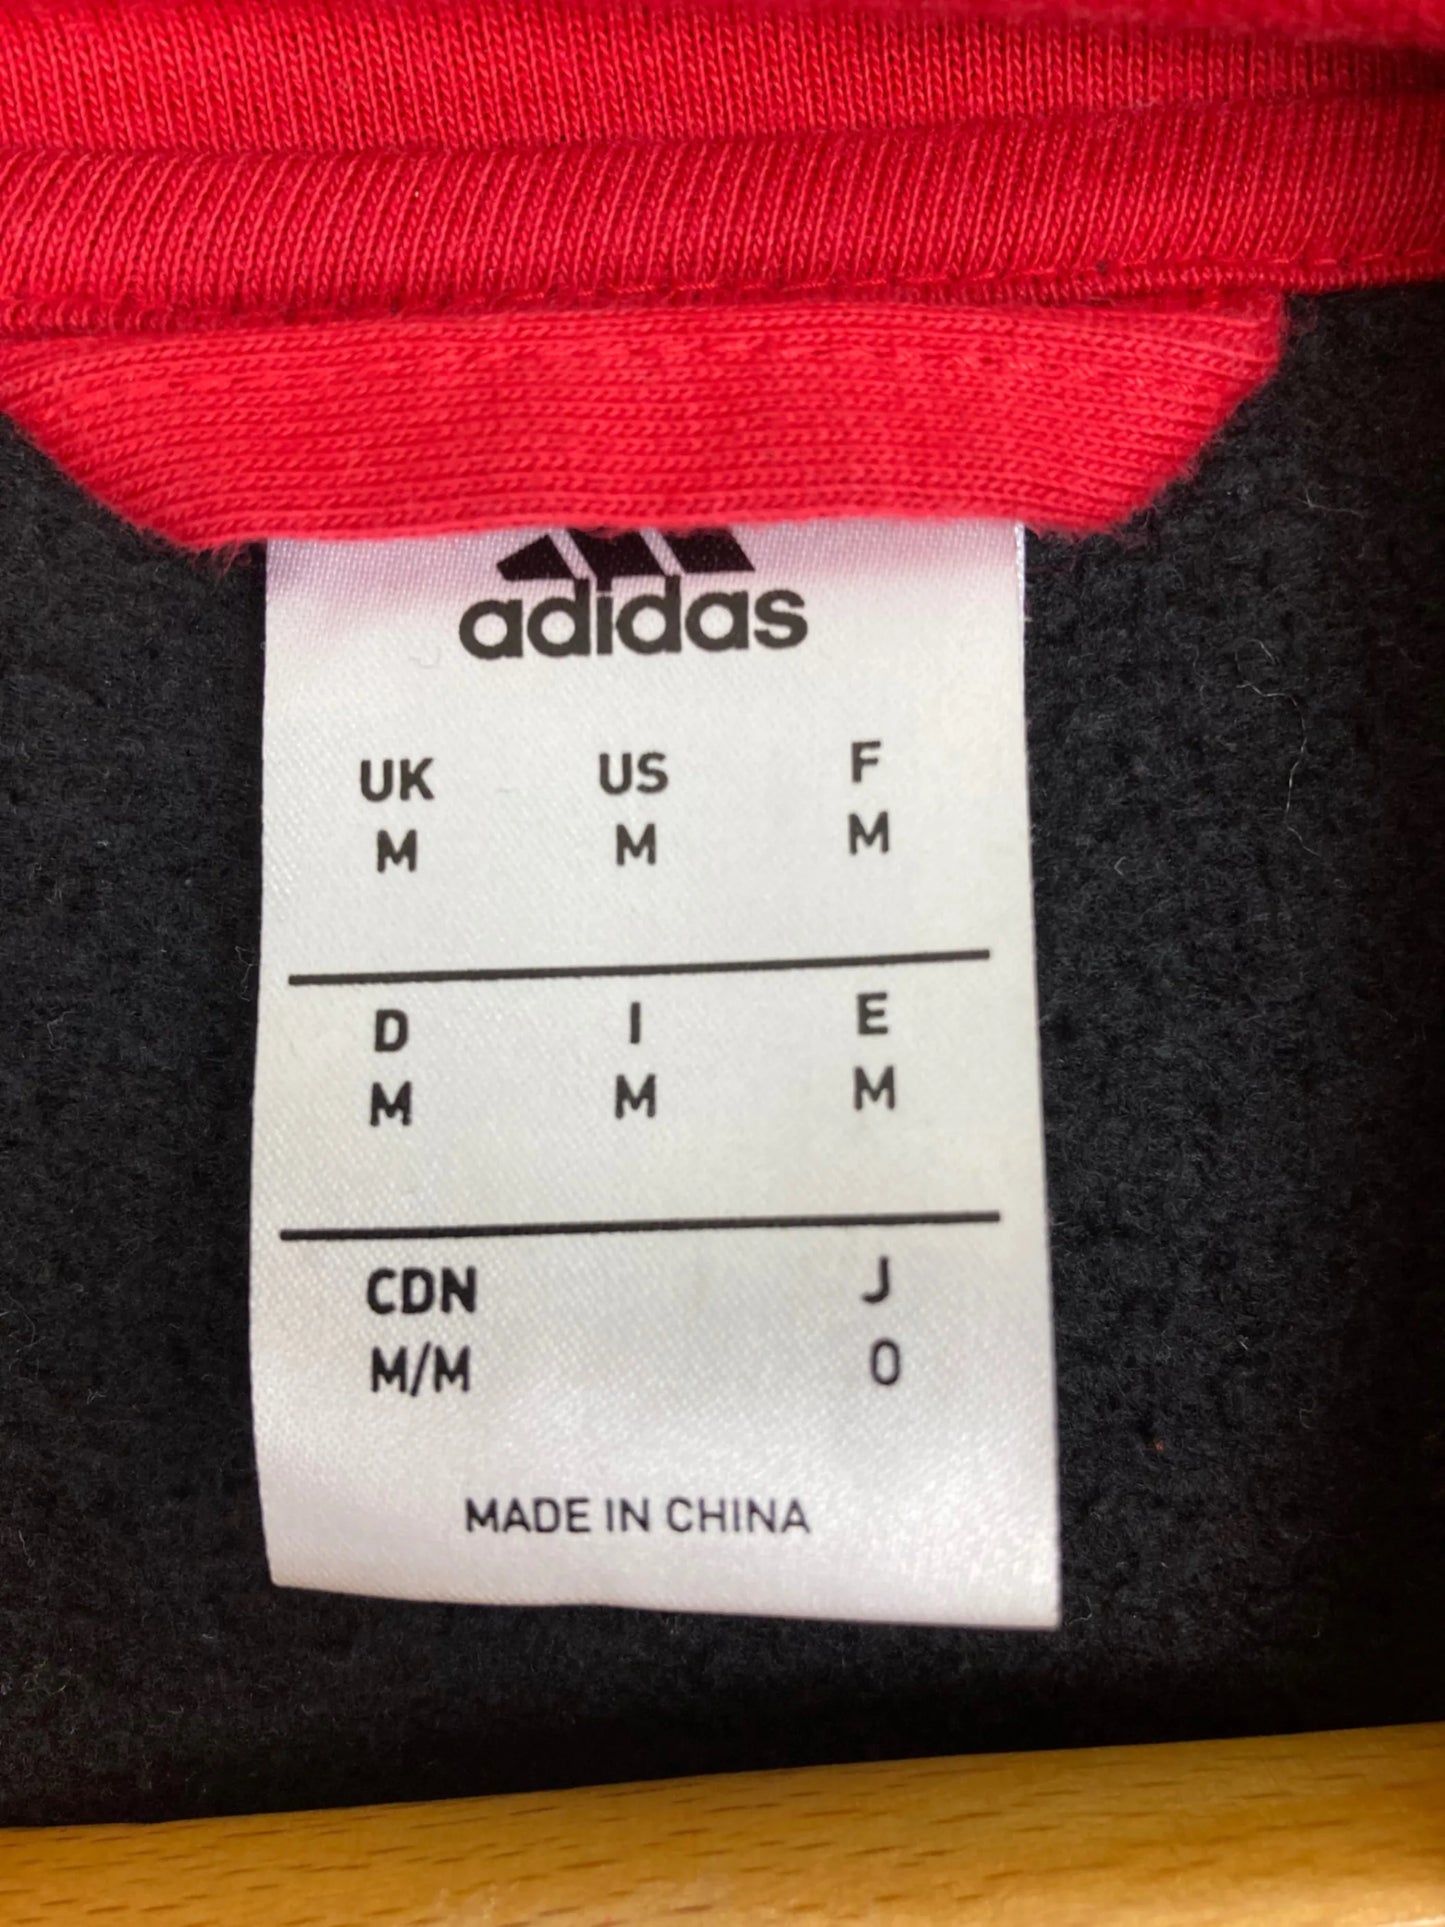 adidas
UK US F
M M M
D I E
M M M
CDN J
M/M O
MADE IN CHINA